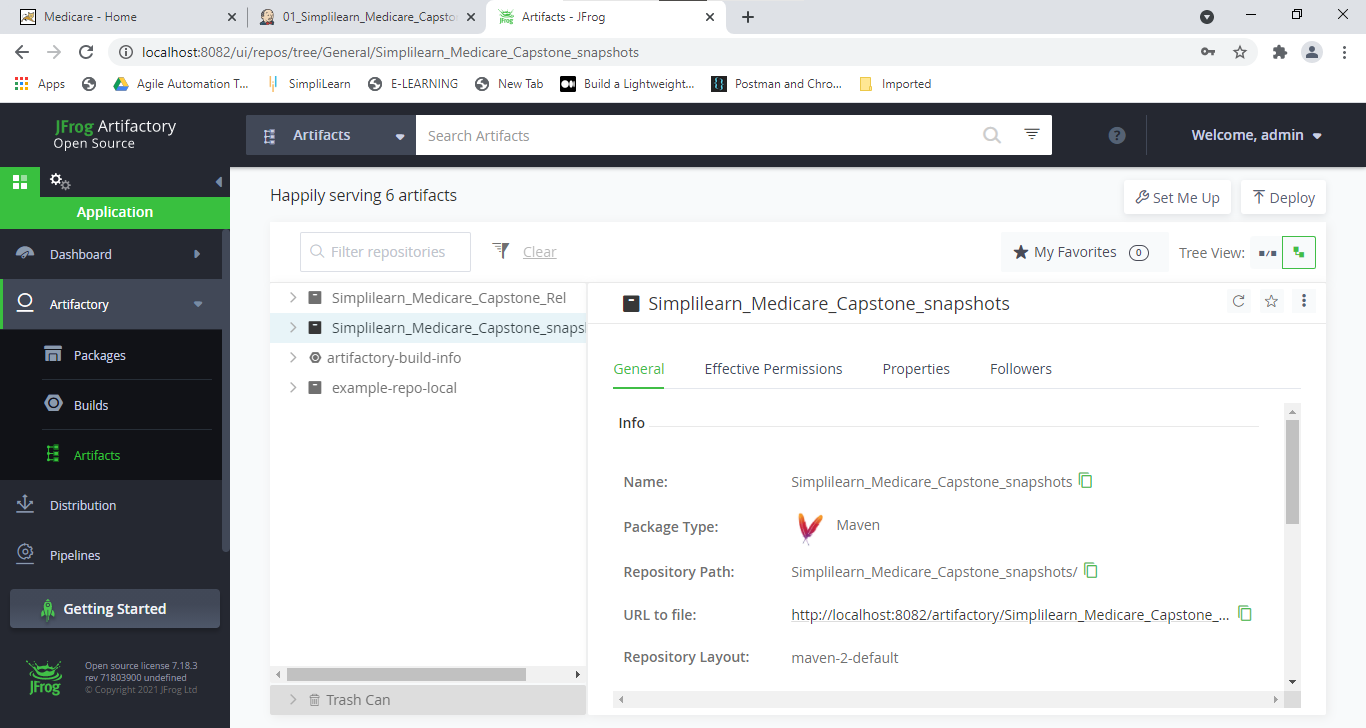 Medicare - Home
01_Simplilearn_Medicare_Capsto
Artifacts - JFrog
localhost:8082/ui/repos/tree/General/Simplilearn_Medicare_Capstone_snapshots
Apps
Agile Automation T...
SimpliLearn
E-LEARNING
New Tab
Build a Lightweight...
Postman and Chro...
Imported
JFrog Artifactory
Open Source
Artifacts
Search Artifacts
?
Welcome, admin
Application
Dashboard
Artifactory
Packages
Builds
Artifacts
Distribution
Pipelines
Getting Started
JFrog
Open source license 7.18.3
rev 71803900 undefined
© Copyright 2021 JFrog Ltd
Happily serving 6 artifacts
Set Me Up
Deploy
Filter repositories
Clear
My Favorites 0
Tree View:
Simplilearn_Medicare_Capstone_Rel
Simplilearn_Medicare_Capstone_snaps
artifactory-build-info
example-repo-local
Trash Can
Simplilearn_Medicare_Capstone_snapshots
General
Effective Permissions
Properties
Followers
Info
Name: Simplilearn_Medicare_Capstone_snapshots
Package Type: Maven
Repository Path: Simplilearn_Medicare_Capstone_snapshots/
URL to file: http://localhost:8082/artifactory/Simplilearn_Medicare_Capstone_...
Repository Layout: maven-2-default